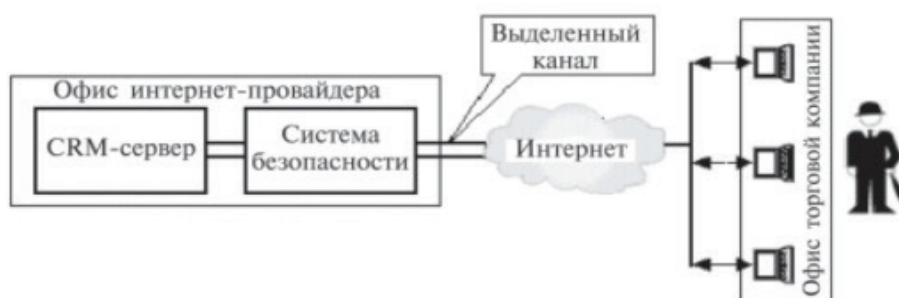 Выделенный
канал
Офис интернет-провайдера
CRM-сервер
Система
безопасности
Интернет
Офис торговой компании